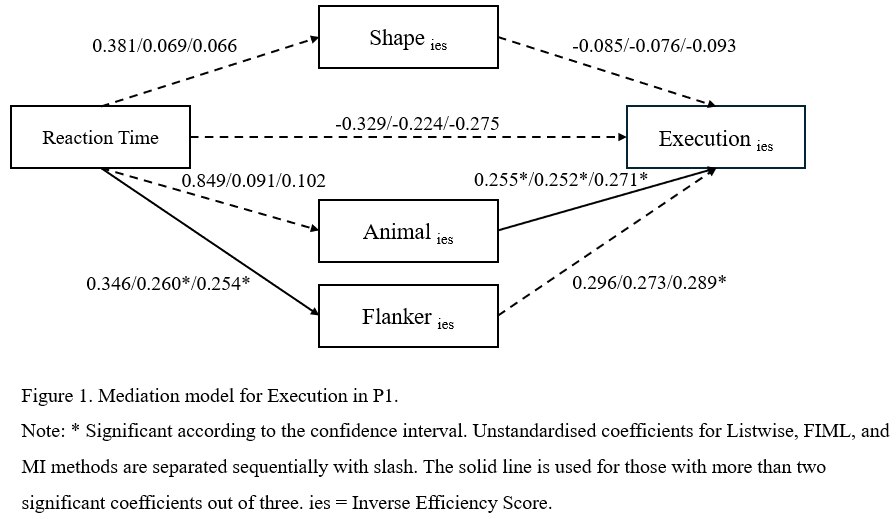 0.381/0.069/0.066
Shape ies
-0.085/-0.076/-0.093
Reaction Time
-0.329/-0.224/-0.275
Execution ies
0.849/0.091/0.102
0.255*/0.252*/0.271*
Animal ies
0.346/0.260*/0.254*
Flanker ies
0.296/0.273/0.289*
Figure 1. Mediation model for Execution in P1.
Note: * Significant according to the confidence interval. Unstandardised coefficients for Listwise, FIML, and
MI methods are separated sequentially with slash. The solid line is used for those with more than two
significant coefficients out of three. ies = Inverse Efficiency Score.